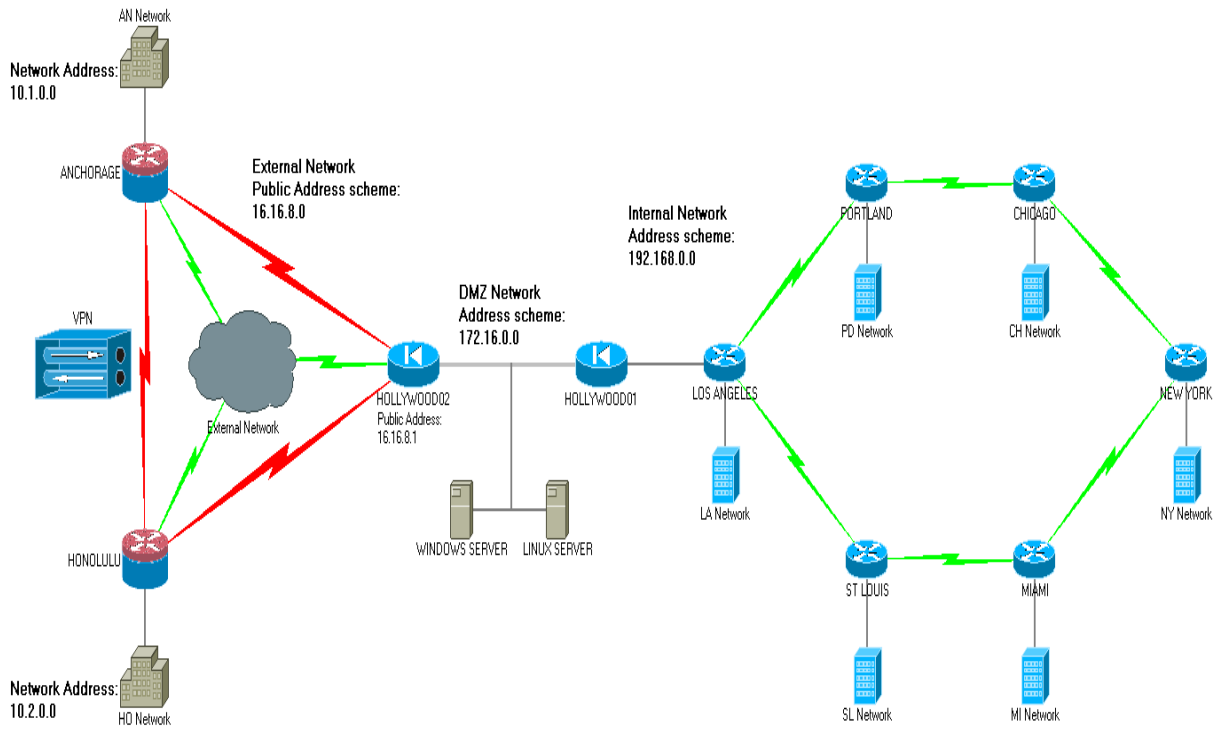 AN Network
Network Address:
10.1.0.0
ANCHORAGE
External Network
Public Address scheme:
16.16.8.0
Internal Network
Address scheme:
192.168.0.0
PORTLAND
CHICAGO
DMZ Network
Address scheme:
172.16.0.0
VPN
PD Network
CH Network
HOLLYWOOD02
Public Address:
16.16.8.1
HOLLYWOOD01
LOS ANGELES
NEW YORK
External Network
LA Network
NY Network
WINDOWS SERVER
LINUX SERVER
HONOLULU
ST LOUIS
MIAMI
Network Address:
10.2.0.0
HO Network
SL Network
MI Network